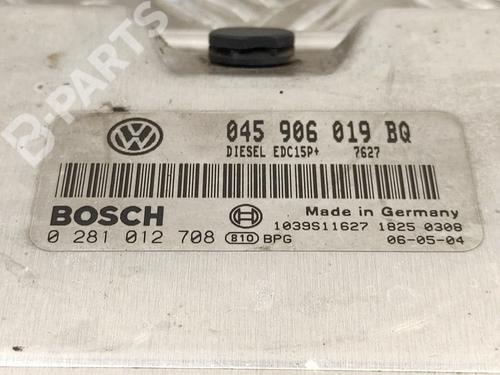 B-PARTS
045 906 019 BQ
DIESEL EDC15P+ 7627
BOSCH
Made in Germany
0 281 012 708 810 BPG
1039S11627 1825 0308
06-05-04